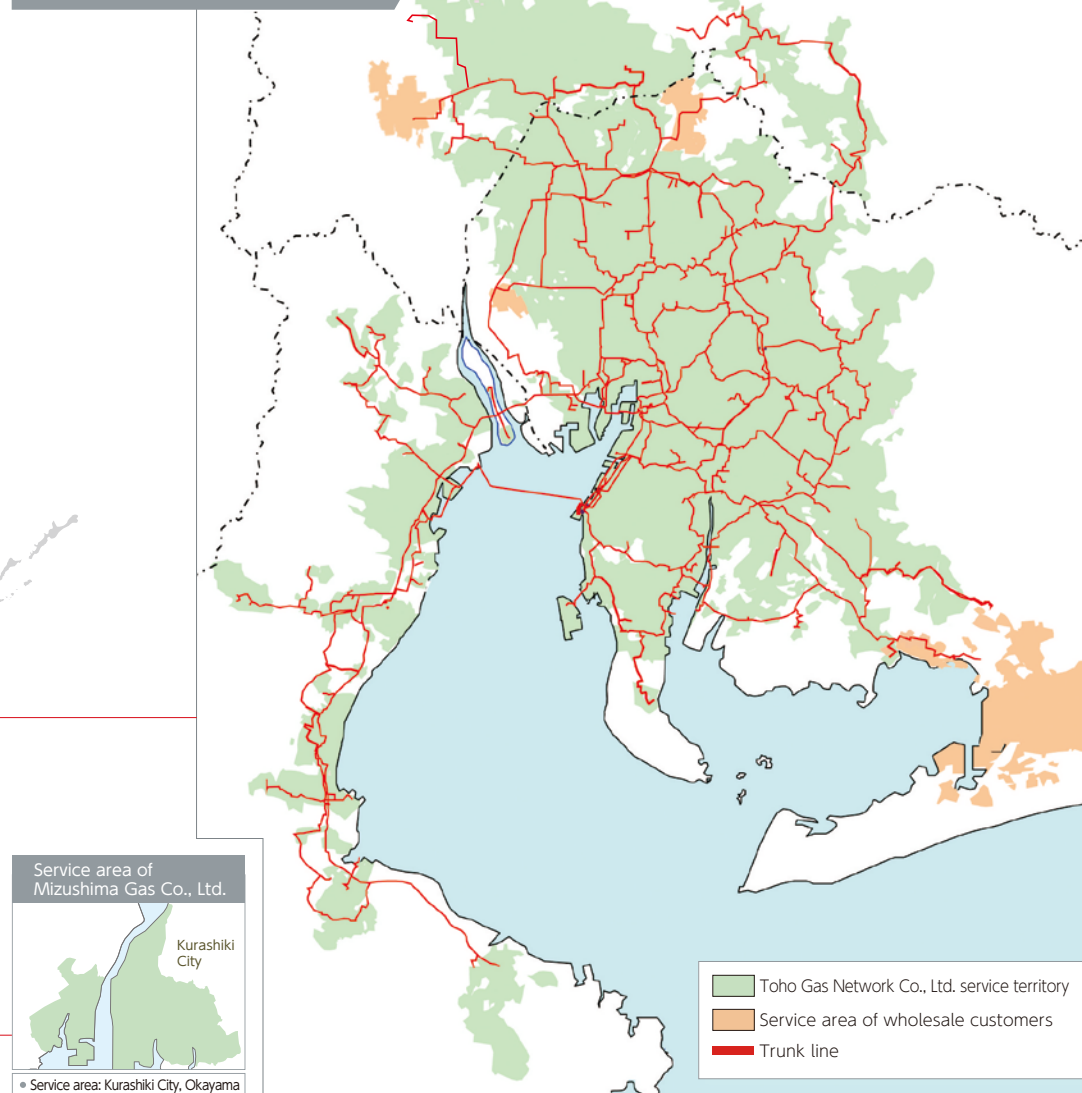 Service area of
Mizushima Gas Co., Ltd.
Kurashiki
City
• Service area: Kurashiki City, Okayama
Toho Gas Network Co., Ltd. service territory
Service area of wholesale customers
Trunk line